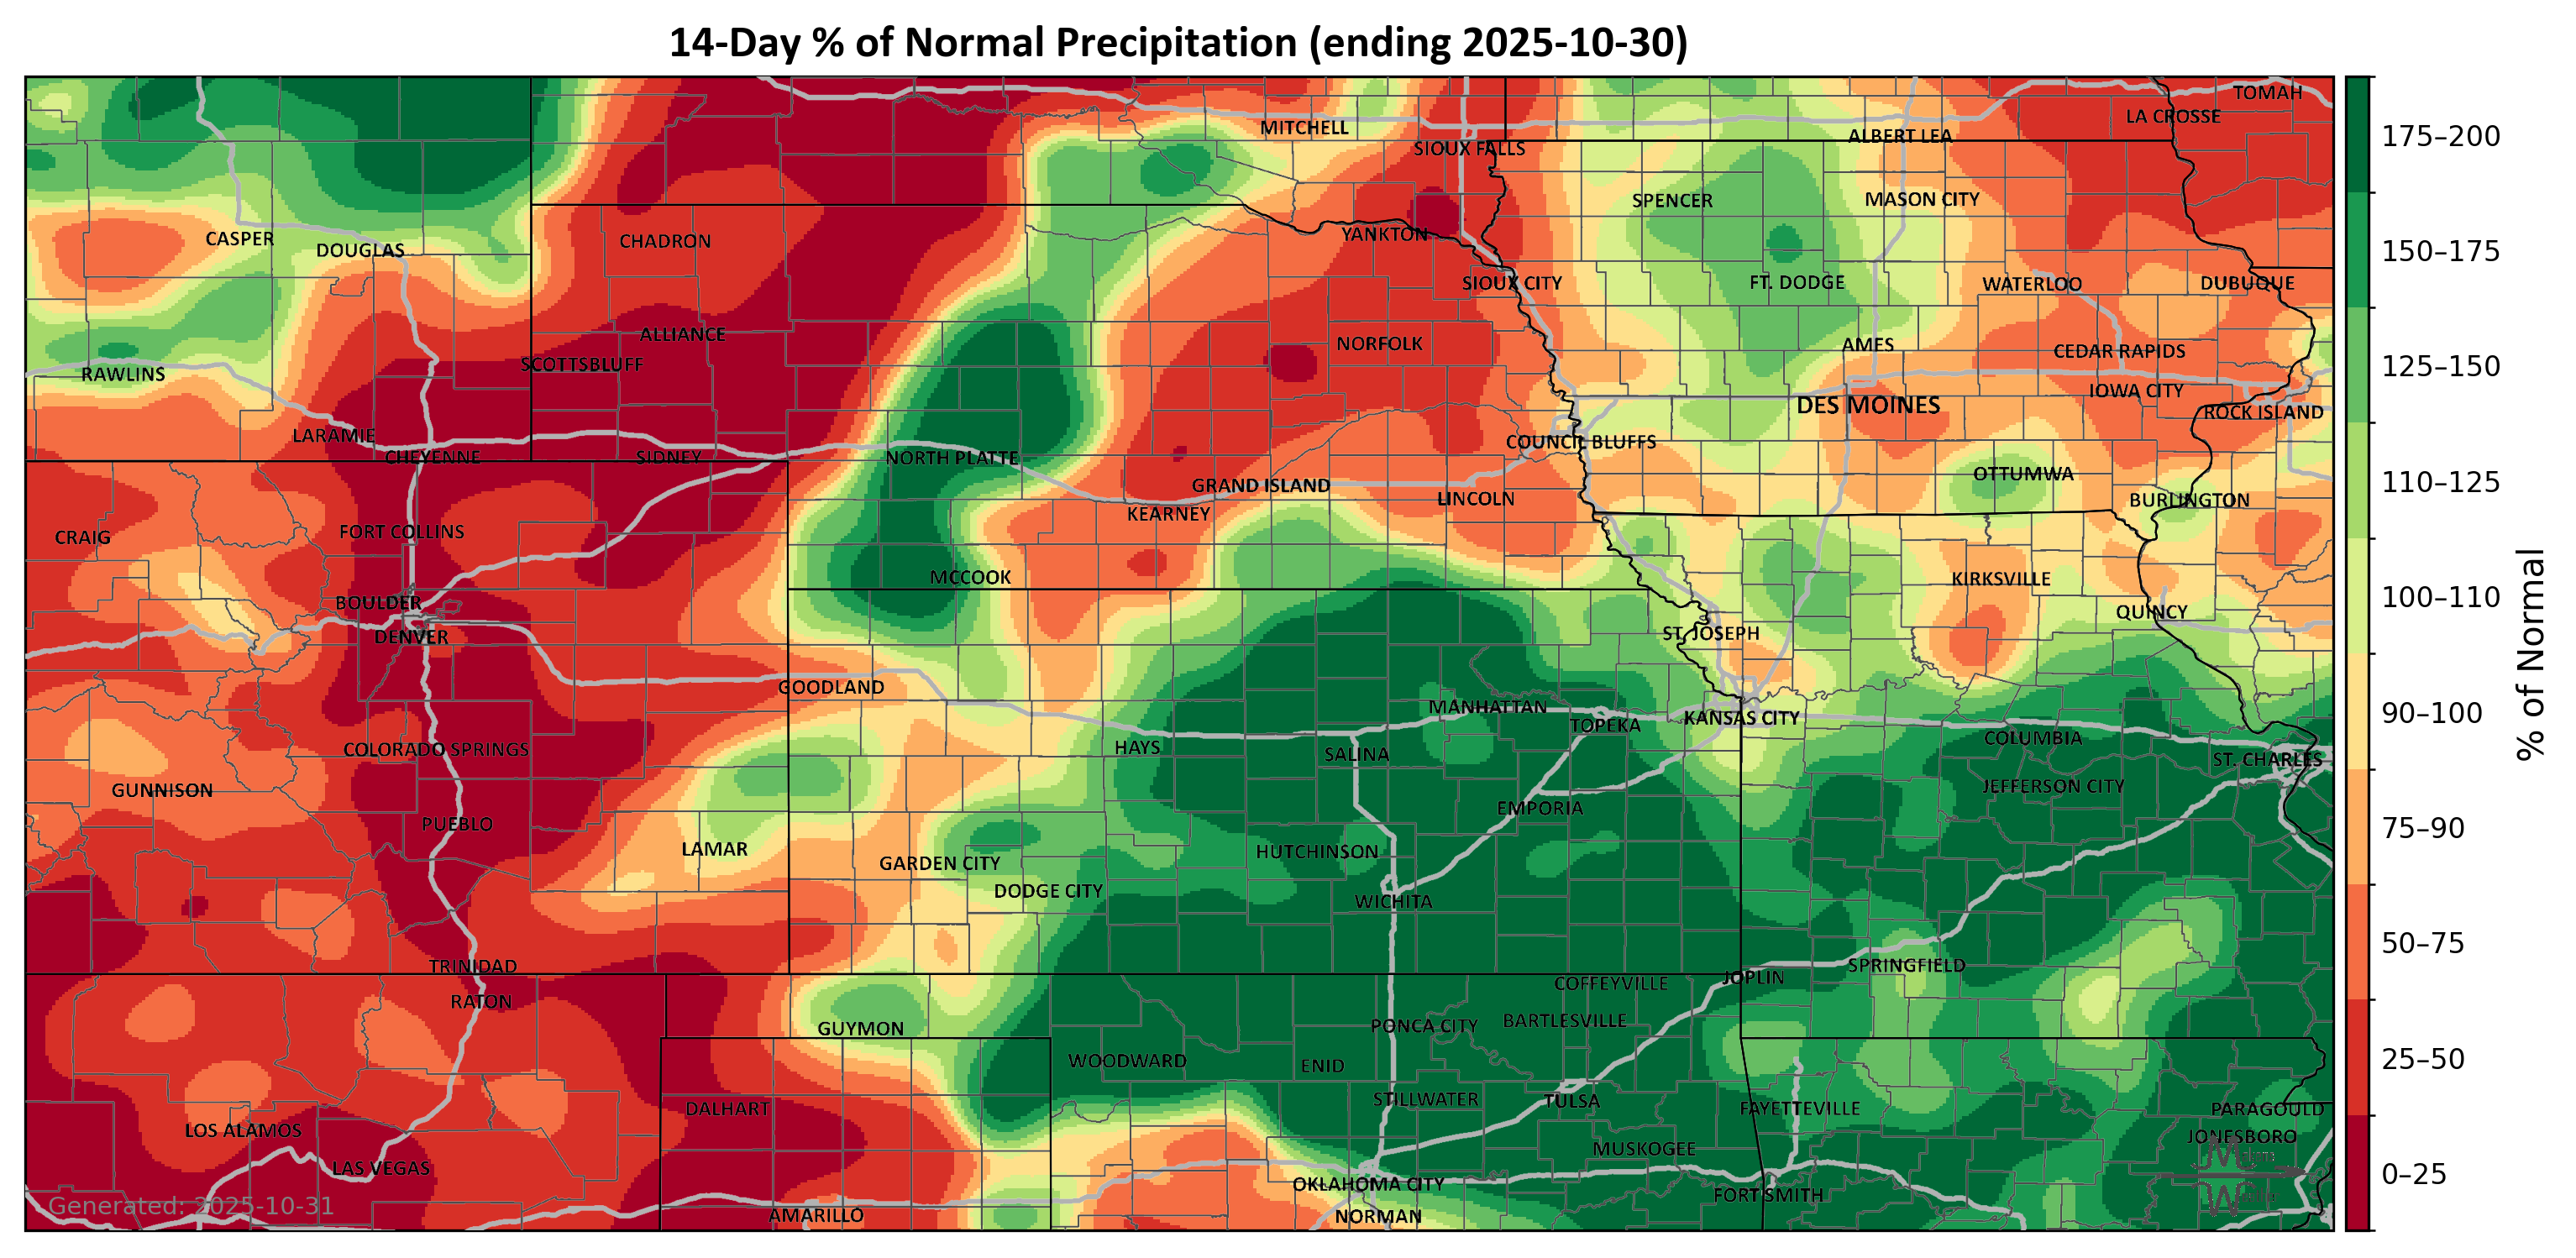 14-Day % of Normal Precipitation (ending 2025-10-30)
TOMAH
LA CROSSE
MITCHELL
ALBERT LEA
SIOUX FALLS
SPENCER
MASON CITY
YANKTON
CASPER
CHADRON
DOUGLAS
SIOUX CITY
FT. DODGE
WATERLOO
DUBUQUE
ALLIANCE
NORFOLK
AMES
CEDAR RAPIDS
SCOTTSBLUFF
RAWLINS
IOWA CITY
DES MOINES
ROCK ISLAND
LARAMIE
COUNCIL BLUFFS
CHEYENNE
SIDNEY
NORTH PLATTE
OTTUMWA
GRAND ISLAND
LINCOLN
BURLINGTON
KEARNEY
CRAIG
FORT COLLINS
MCCOOK
KIRKSVILLE
BOULDER
QUINCY
DENVER
ST. JOSEPH
GOODLAND
MANHATTAN
TOPEKA
KANSAS CITY
COLORADO SPRINGS
HAYS
SALINA
COLUMBIA
ST. CHARLES
GUNNISON
JEFFERSON CITY
EMPORIA
PUEBLO
LAMAR
GARDEN CITY
HUTCHINSON
DODGE CITY
WICHITA
TRINIDAD
SPRINGFIELD
COFFEYVILLE
JOPLIN
RATON
GUYMON
PONCA CITY
BARTLESVILLE
WOODWARD
ENID
DALHART
STILLWATER
TULSA
FAYETTEVILLE
PARAGOULD
LOS ALAMOS
JONESBORO
MUSKOGEE
LAS VEGAS
OKLAHOMA CITY
FORT SMITH
AMARILLO
NORMAN
Generated: 2025-10-31
175–200
150–175
125–150
110–125
100–110
90–100
75–90
50–75
25–50
0–25
% of Normal